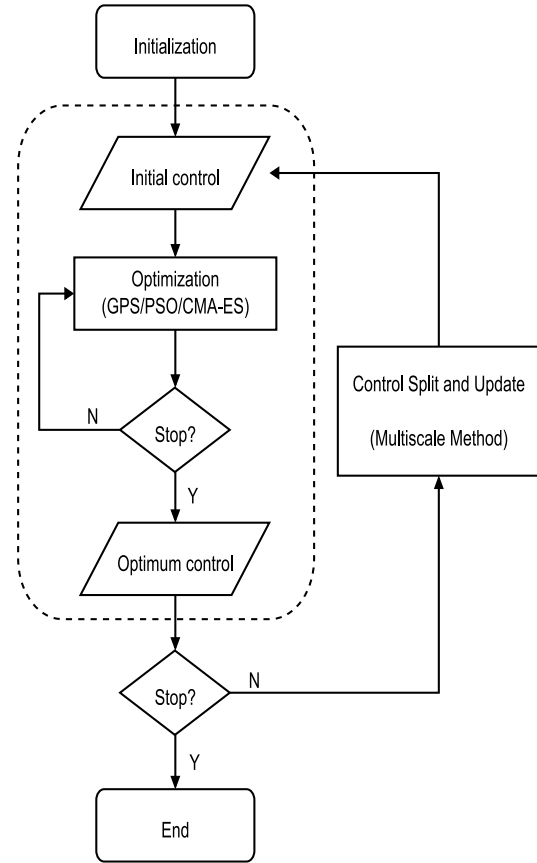 Initialization
Initial control
Optimization
(GPS/PSO/CMA-ES)
N
Stop?
Y
Optimum control
Control Split and Update
(Multiscale Method)
Stop?
N
Y
End